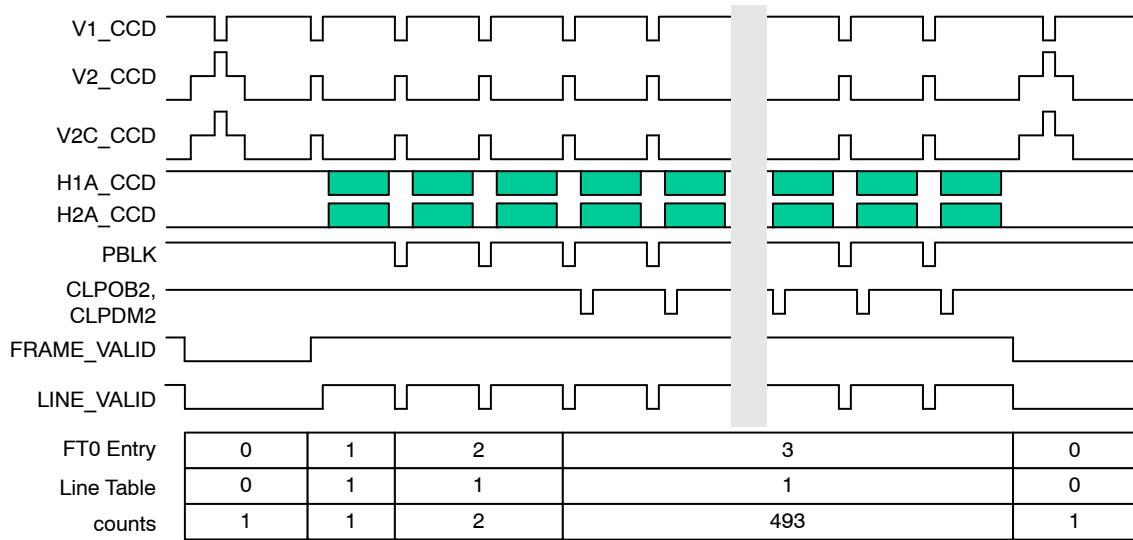 V1_CCD
V2_CCD
V2C_CCD
H1A_CCD
H2A_CCD
PBLK
CLPOB2,
CLPDM2
FRAME_VALID
LINE_VALID
FT0 Entry 0 1 2 3 0
Line Table 0 1 1 1 0
counts 1 1 2 493 1